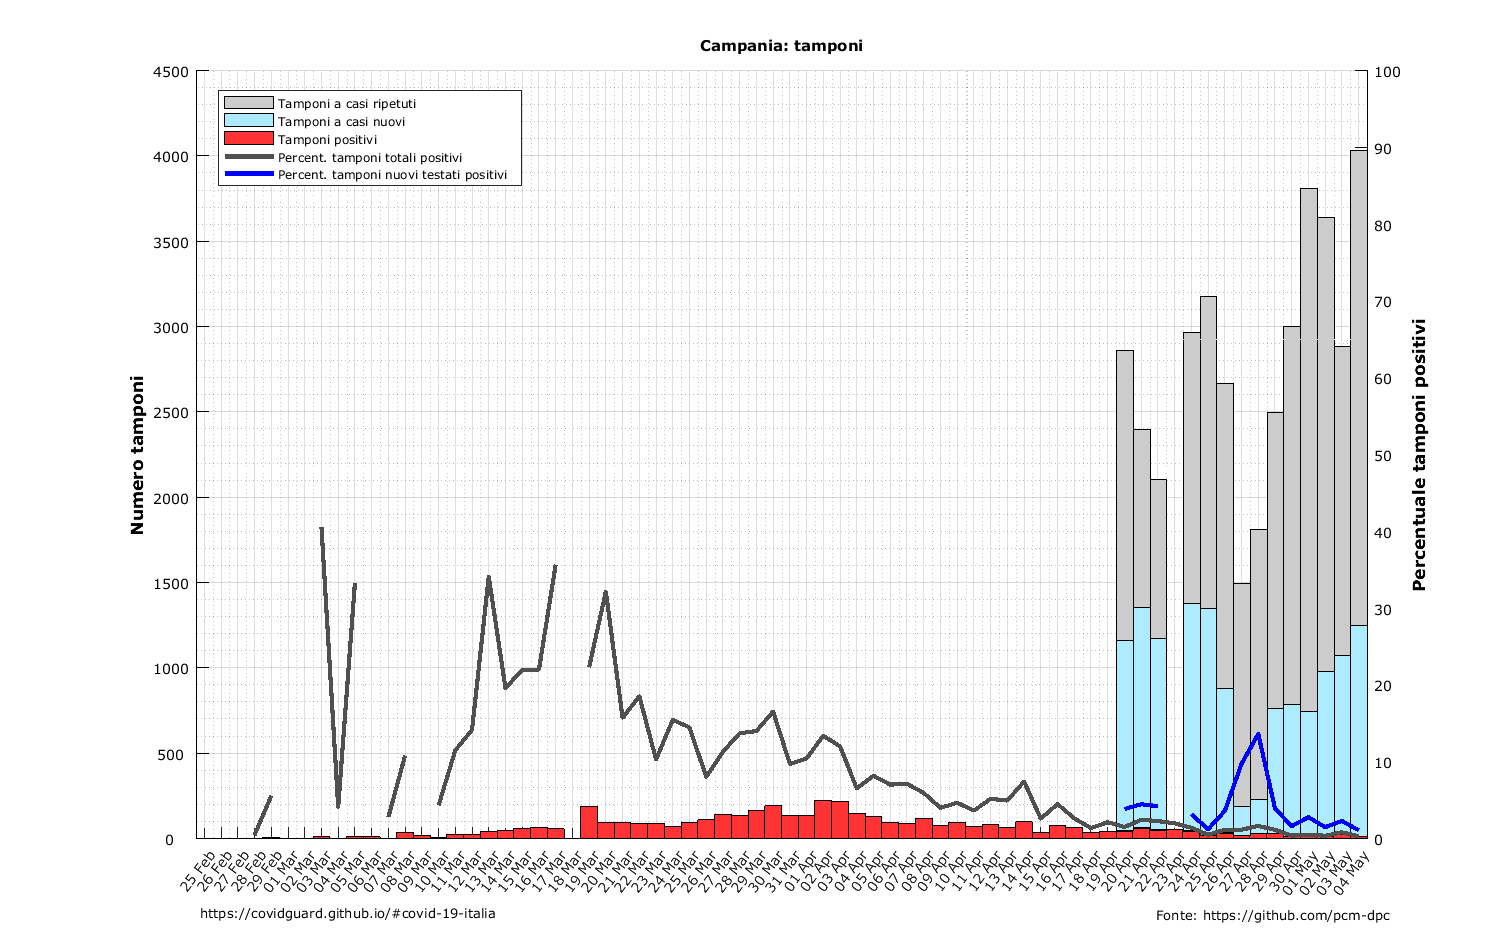 Campania: tamponi
Tamponi a casi ripetuti
Tamponi a casi nuovi
Tamponi positivi
Percent. tamponi totali positivi
Percent. tamponi nuovi testati positivi
Numero tamponi
4500
4000
3500
3000
2500
2000
1500
1000
500
0
100
90
80
70
60
50
40
30
20
10
0
Percentuale tamponi positivi
25 Feb
26 Feb
27 Feb
28 Feb
29 Feb
01 Mar
02 Mar
03 Mar
04 Mar
05 Mar
06 Mar
07 Mar
08 Mar
09 Mar
10 Mar
11 Mar
12 Mar
13 Mar
14 Mar
15 Mar
16 Mar
17 Mar
18 Mar
19 Mar
20 Mar
21 Mar
22 Mar
23 Mar
24 Mar
25 Mar
26 Mar
27 Mar
28 Mar
29 Mar
30 Mar
31 Mar
01 Apr
02 Apr
03 Apr
04 Apr
05 Apr
06 Apr
07 Apr
08 Apr
09 Apr
10 Apr
11 Apr
12 Apr
13 Apr
14 Apr
15 Apr
16 Apr
17 Apr
18 Apr
19 Apr
20 Apr
21 Apr
22 Apr
23 Apr
24 Apr
25 Apr
26 Apr
27 Apr
28 Apr
29 Apr
30 Apr
01 May
02 May
03 May
04 May
https://covidguard.github.io/#covid-19-italia
Fonte: https://github.com/pcm-dpc